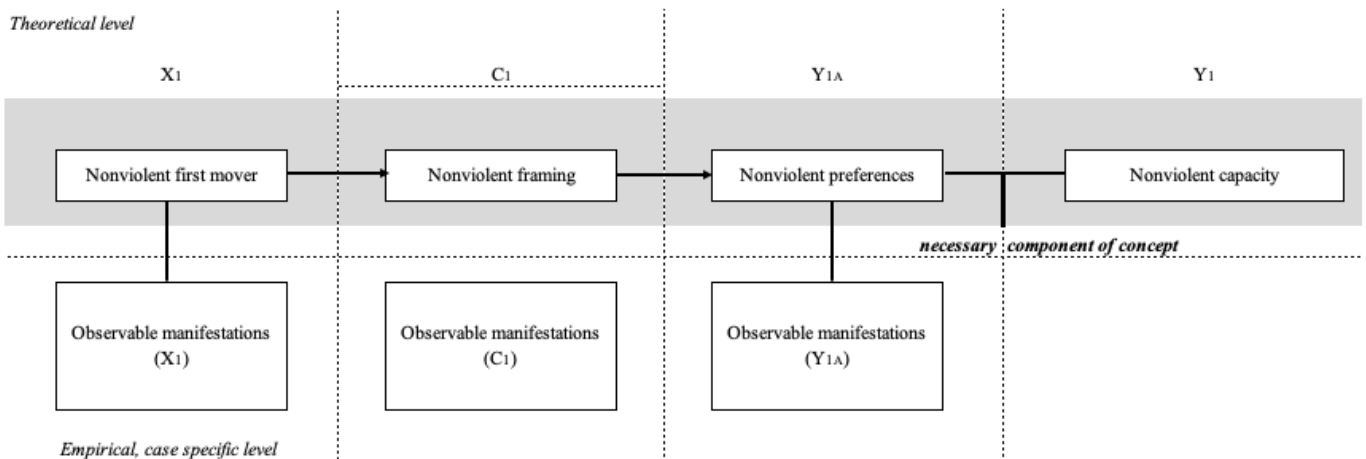 Theoretical level
X1
C1
Y1A
Y1
Nonviolent first mover
Nonviolent framing
Nonviolent preferences
Nonviolent capacity
necessary component of concept
Observable manifestations
(X1)
Observable manifestations
(C1)
Observable manifestations
(Y1A)
Empirical, case specific level